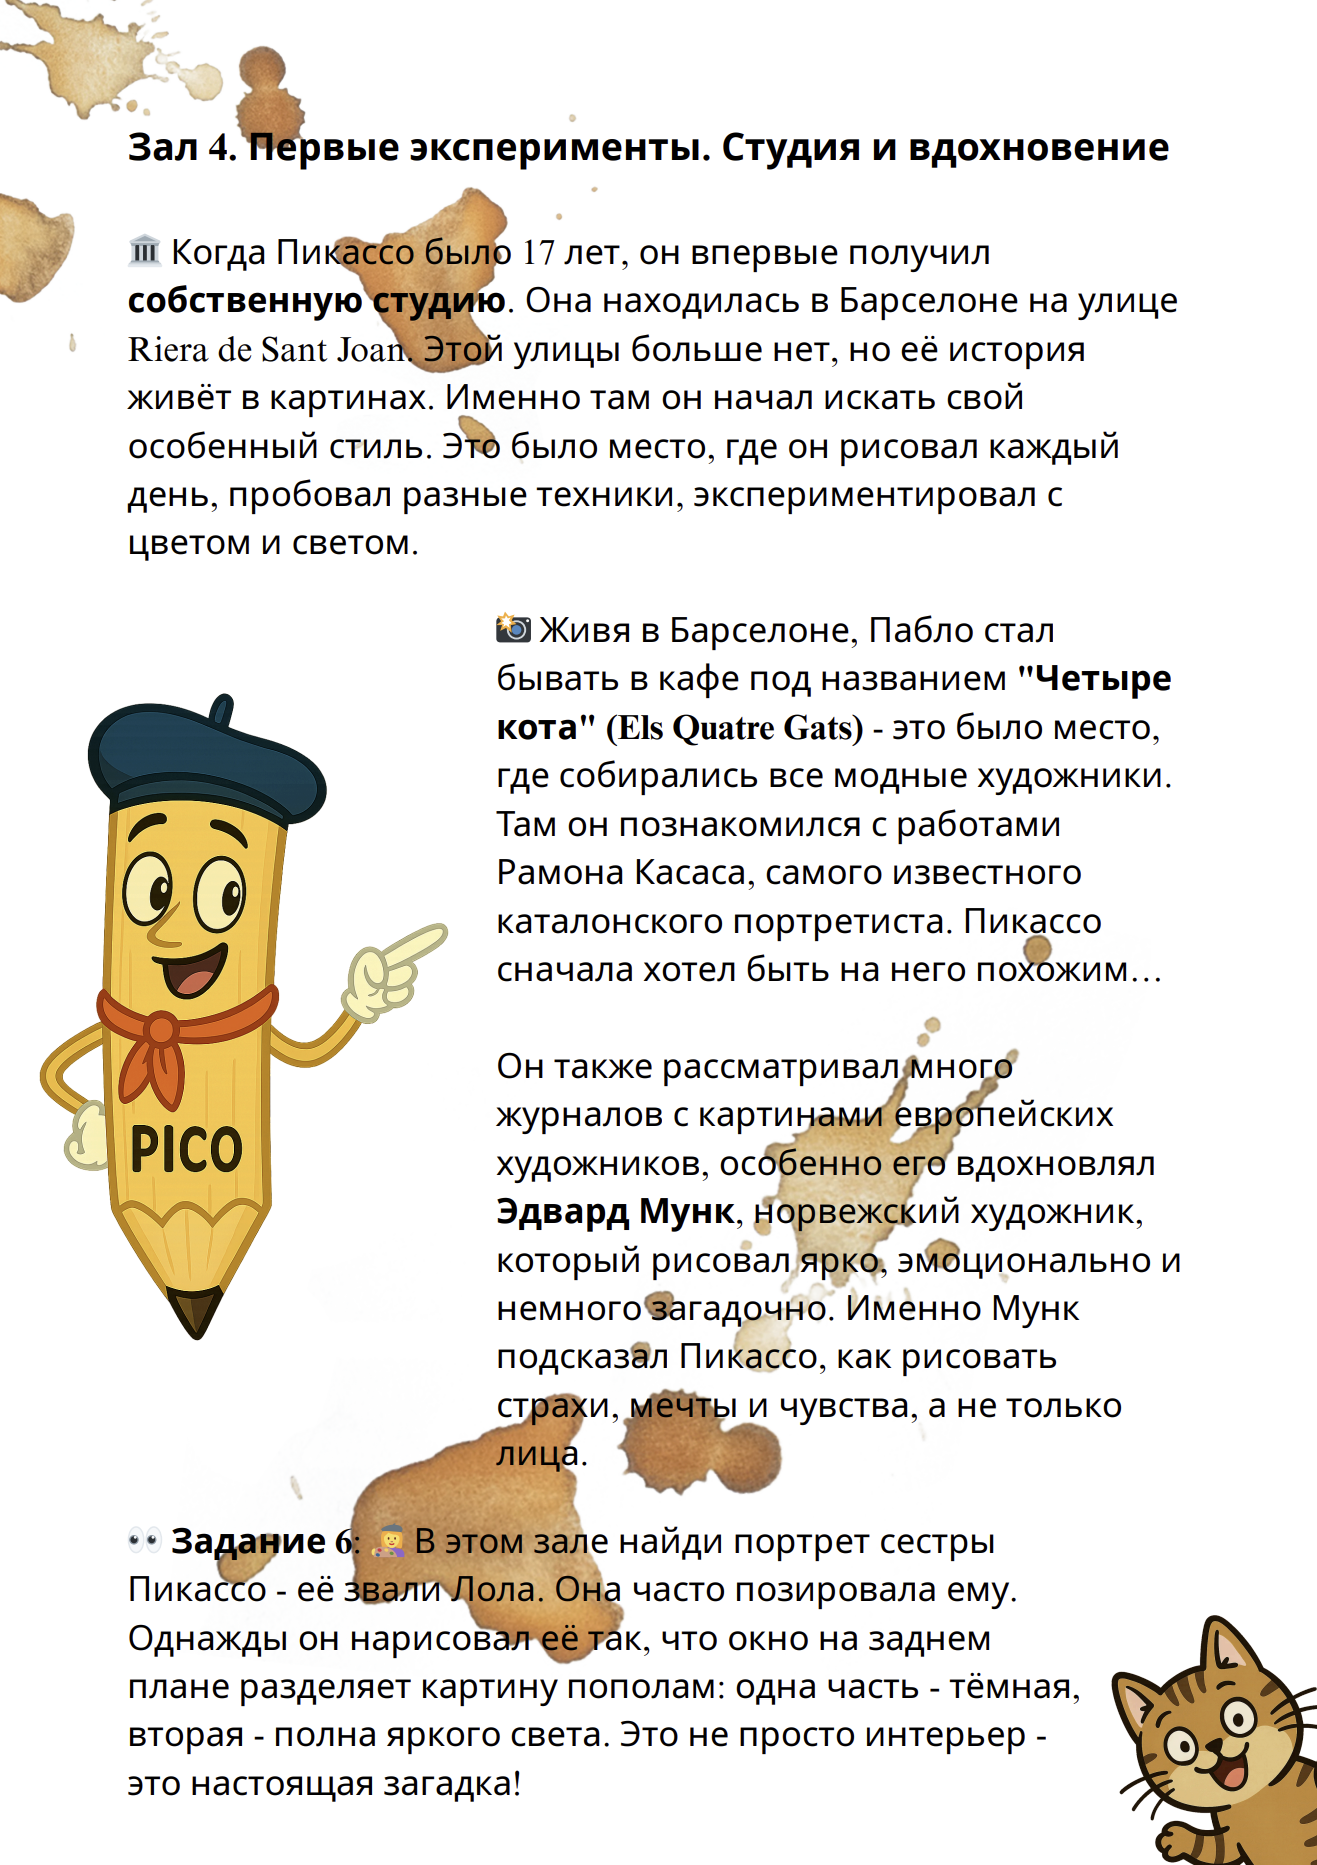 Зал 4. Первые эксперименты. Студия и вдохновение
🏛️ Когда Пикассо было 17 лет, он впервые получил
собственную студию. Она находилась в Барселоне на улице
Riera de Sant Joan. Этой улицы больше нет, но её история
живёт в картинах. Именно там он начал искать свой
особенный стиль. Это было место, где он рисовал каждый
день, пробовал разные техники, экспериментировал с
цветом и светом.
📸 Живя в Барселоне, Пабло стал
бывать в кафе под названием "Четыре
кота" (Els Quatre Gats) - это было место,
где собирались все модные художники.
Там он познакомился с работами
Рамона Касаса, самого известного
каталонского портретиста. Пикассо
сначала хотел быть на него похожим…
Он также рассматривал много
журналов с картинами европейских
художников, особенно его вдохновлял
Эдвард Мунк, норвежский художник,
который рисовал ярко, эмоционально и
немного загадочно. Именно Мунк
подсказал Пикассо, как рисовать
страхи, мечты и чувства, а не только
лица.
PICO
👀 Задание 6: 👩‍🎨 В этом зале найди портрет сестры
Пикассо - её звали Лола. Она часто позировала ему.
Однажды он нарисовал её так, что окно на заднем
плане разделяет картину пополам: одна часть - тёмная,
вторая - полна яркого света. Это не просто интерьер -
это настоящая загадка!